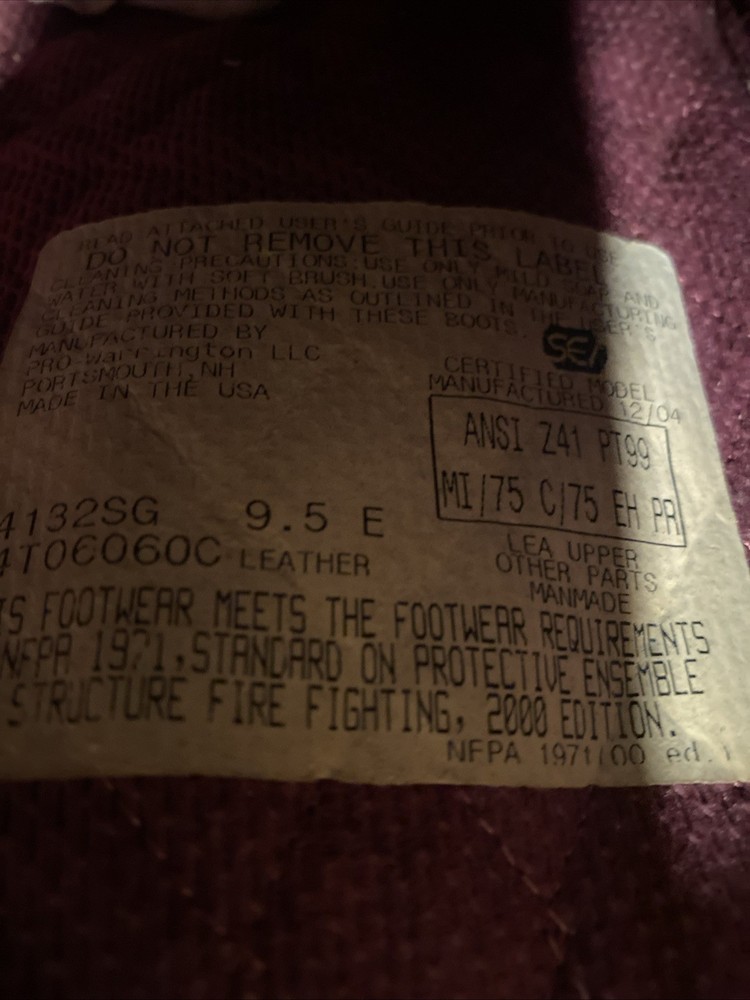 READ ATTACHED USER'S GUIDE PRIOR TO USE
DO NOT REMOVE THIS LABEL
CLEANING PRECAUTIONS:USE ONLY MILD SOAP AND
WATER WITH SOFT BRUSH.USE ONLY MANUFACTURING
CLEANING METHODS AS OUTLINED IN THE USER'S
GUIDE PROVIDED WITH THESE BOOTS.
MANUFACTURED BY
PRO-Warrington LLC
PORTSMOUTH,NH
MADE IN THE USA
SEI
CERTIFIED MODEL
MANUFACTURED 12/04
ANSI Z41 PT99
MI/75 C/75 EH PR
4132SG 9.5 E
4T06060C LEATHER
LEA UPPER
OTHER PARTS
MANMADE
IS FOOTWEAR MEETS THE FOOTWEAR REQUIREMENTS
NFPA 1971,STANDARD ON PROTECTIVE ENSEMBLE
STRUCTURE FIRE FIGHTING, 2000 EDITION.
NFPA 1971/00 ed.